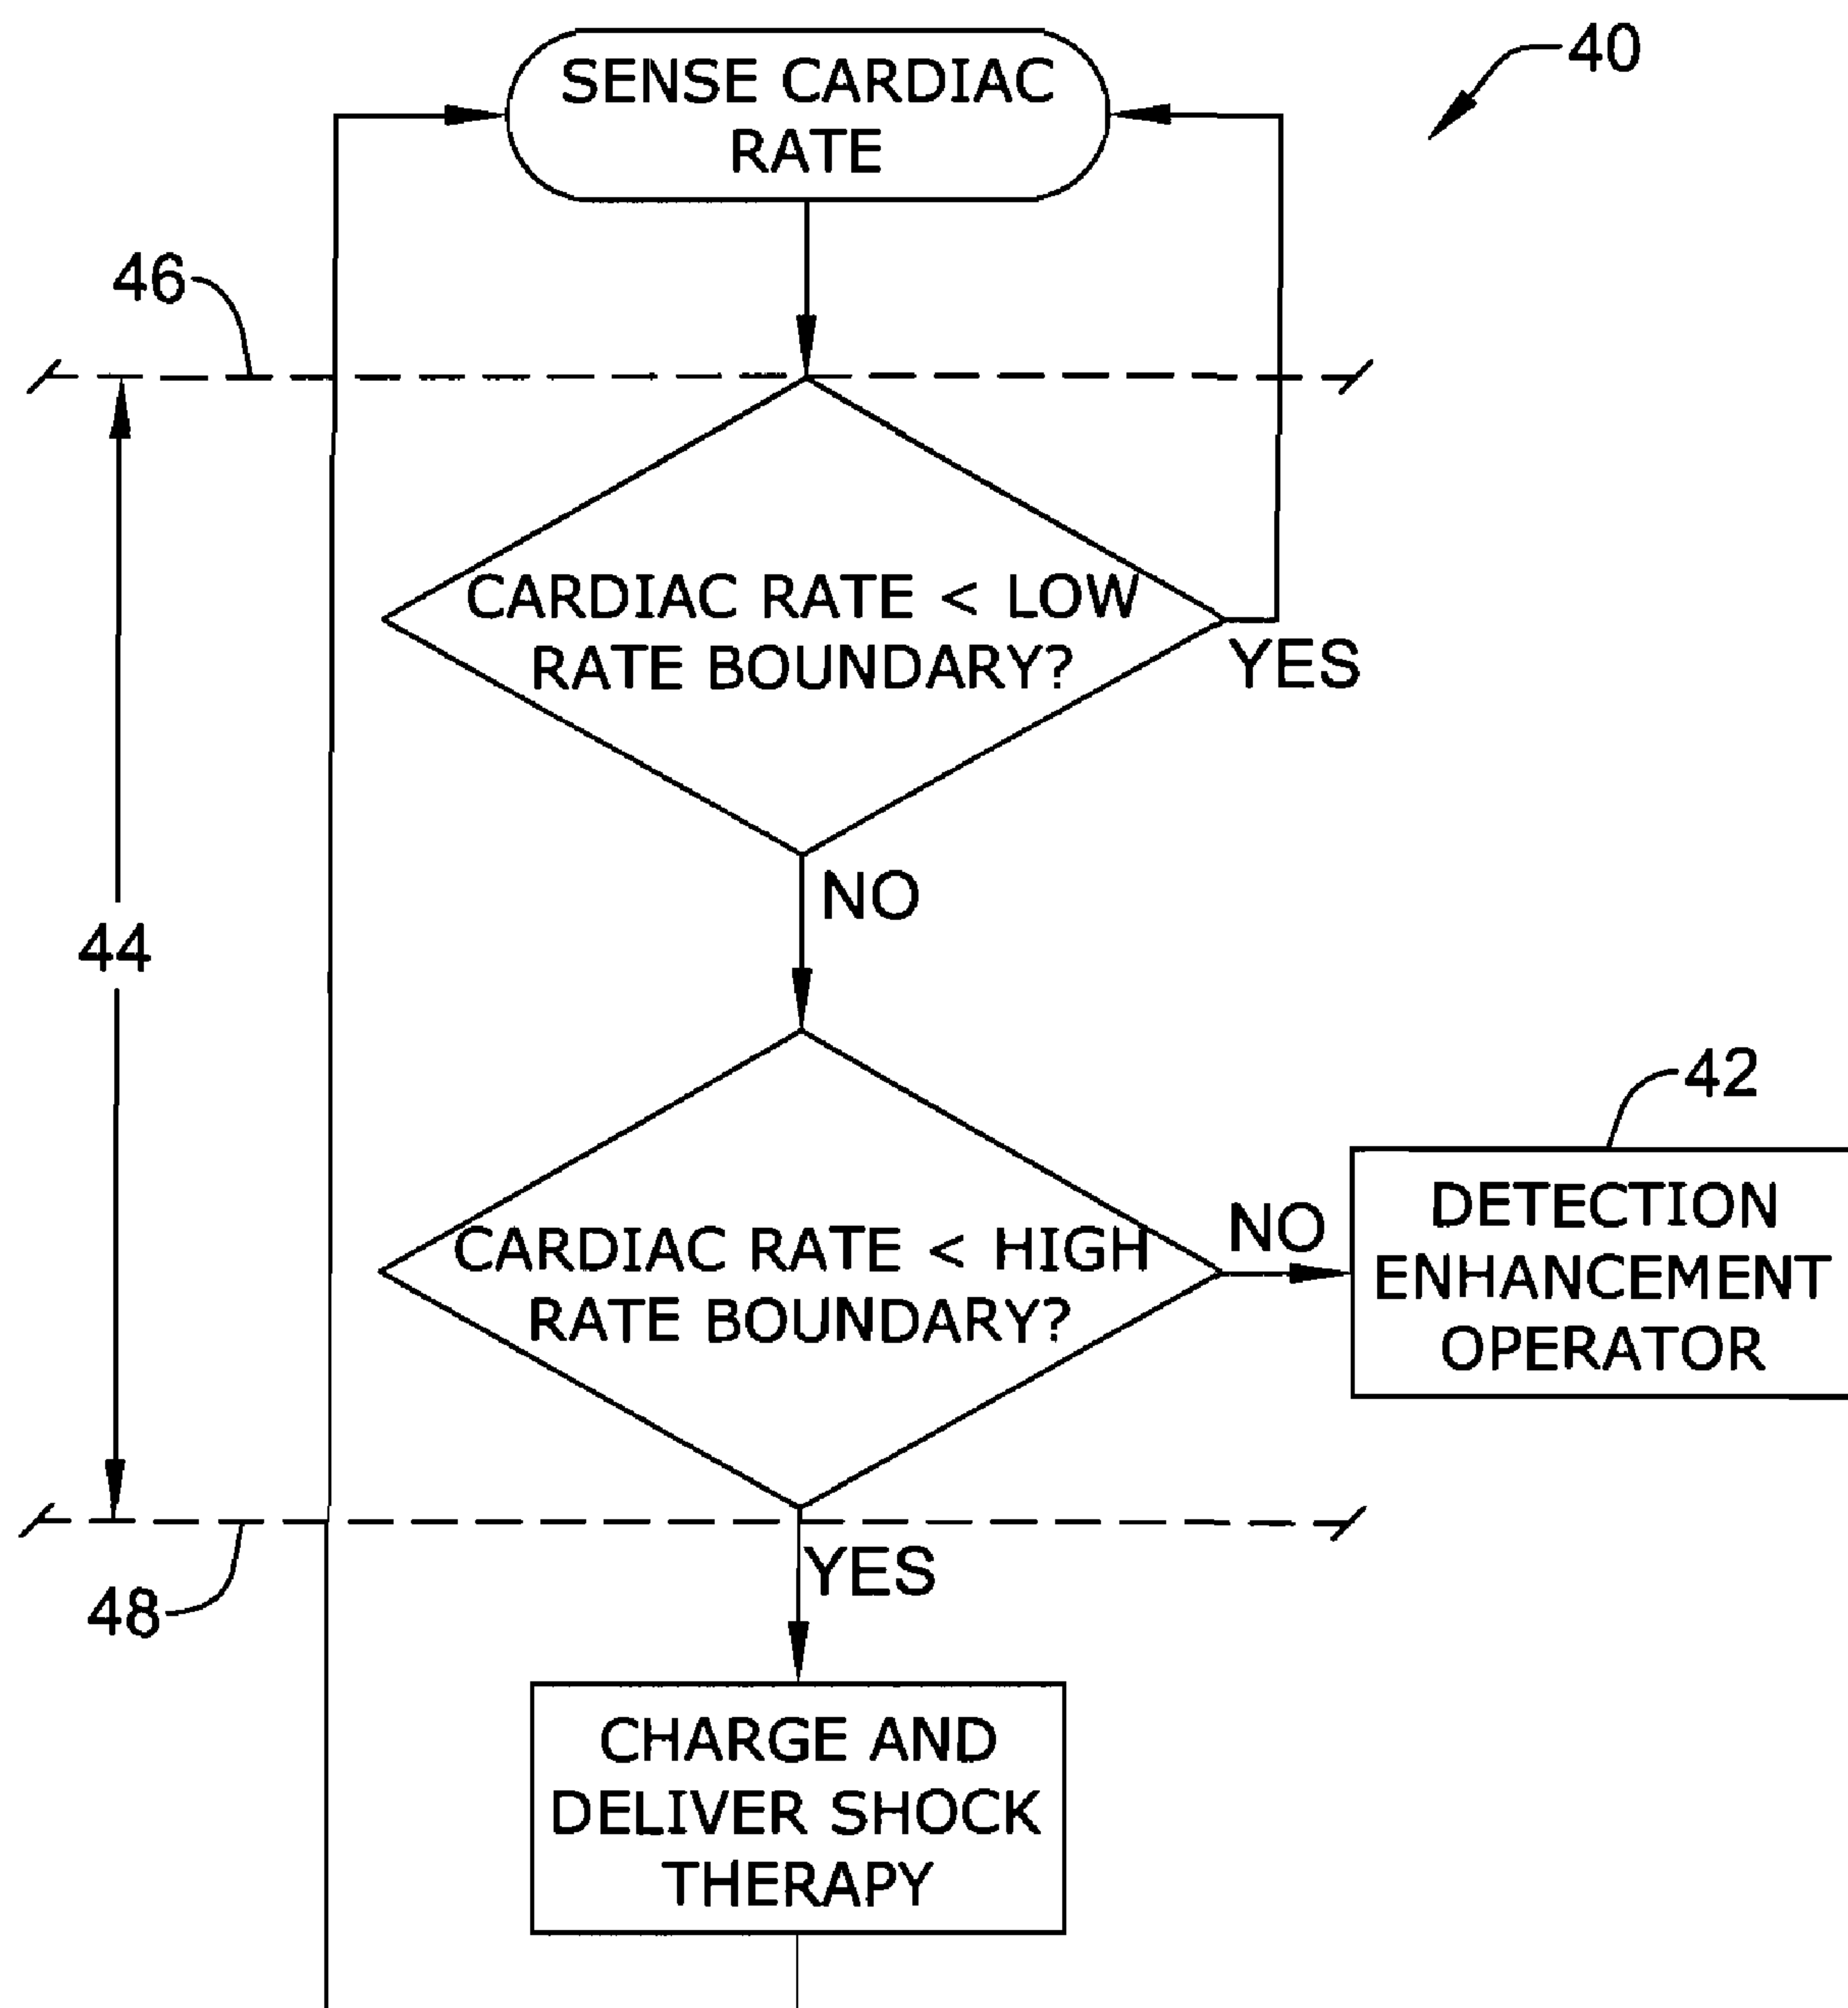 40
SENSE CARDIAC
RATE
46
CARDIAC RATE < LOW
RATE BOUNDARY?
YES
NO
44
42
DETECTION
ENHANCEMENT
OPERATOR
NO
CARDIAC RATE < HIGH
RATE BOUNDARY?
YES
48
CHARGE AND
DELIVER SHOCK
THERAPY